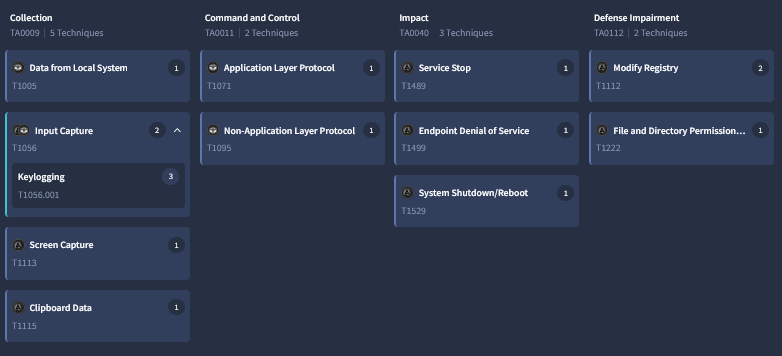 Collection
TA0009 | 5 Techniques
Data from Local System 1
T1005
Input Capture 2
T1056
Keylogging 3
T1056.001
Screen Capture 1
T1113
Clipboard Data 1
T1115
Command and Control
TA0011 | 2 Techniques
Application Layer Protocol 1
T1071
Non-Application Layer Protocol 1
T1095
Impact
TA0040 3 Techniques
Service Stop 1
T1489
Endpoint Denial of Service 1
T1499
System Shutdown/Reboot 1
T1529
Defense Impairment
TA0112 | 2 Techniques
Modify Registry 2
T1112
File and Directory Permission... 1
T1222